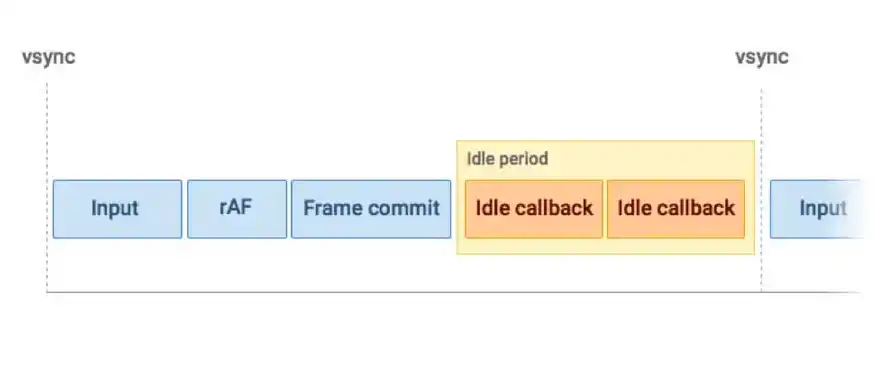 vsync
vsync
Idle period
Input
rAF
Frame commit
Idle callback
Idle callback
Input